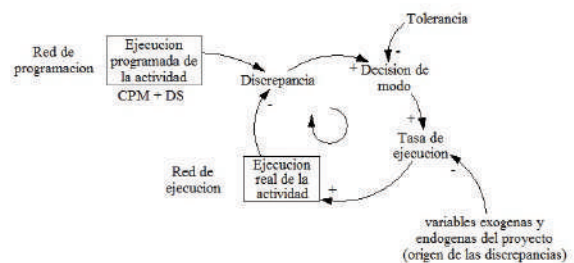 Tolerancia
Red de
programacion
Ejecucion
programada de
la actividad
CPM + DS
Discrepancia
-
+ Decision de
modo
-
+
Tasa de
ejecucion
-
Red de
ejecucion
Ejecucion
real de la
actividad
+
variables exogenas y
endogenas del proyecto
(origen de las discrepancias)